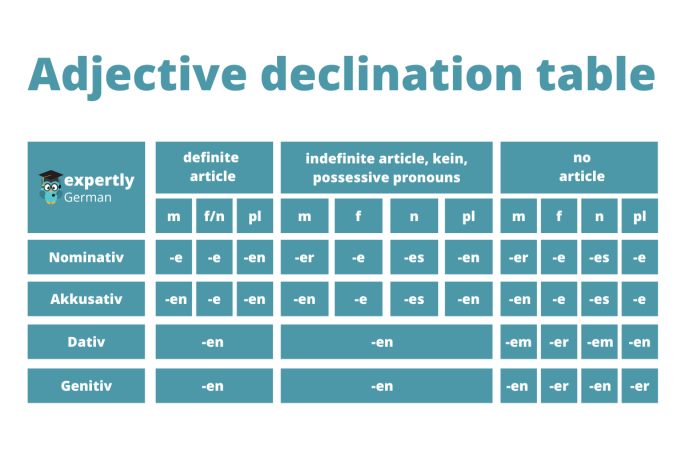 Adjective declination table
expertly
German
definite
article
indefinite article, kein,
possessive pronouns
no
article
m f/n pl m f n pl m f n pl
Nominativ -e -e -en -er -e -es -en -er -e -es -e
Akkusativ -en -e -en -en -e -es -en -en -e -es -e
Dativ -en -en -em -er -em -en
Genitiv -en -en -en -er -en -er